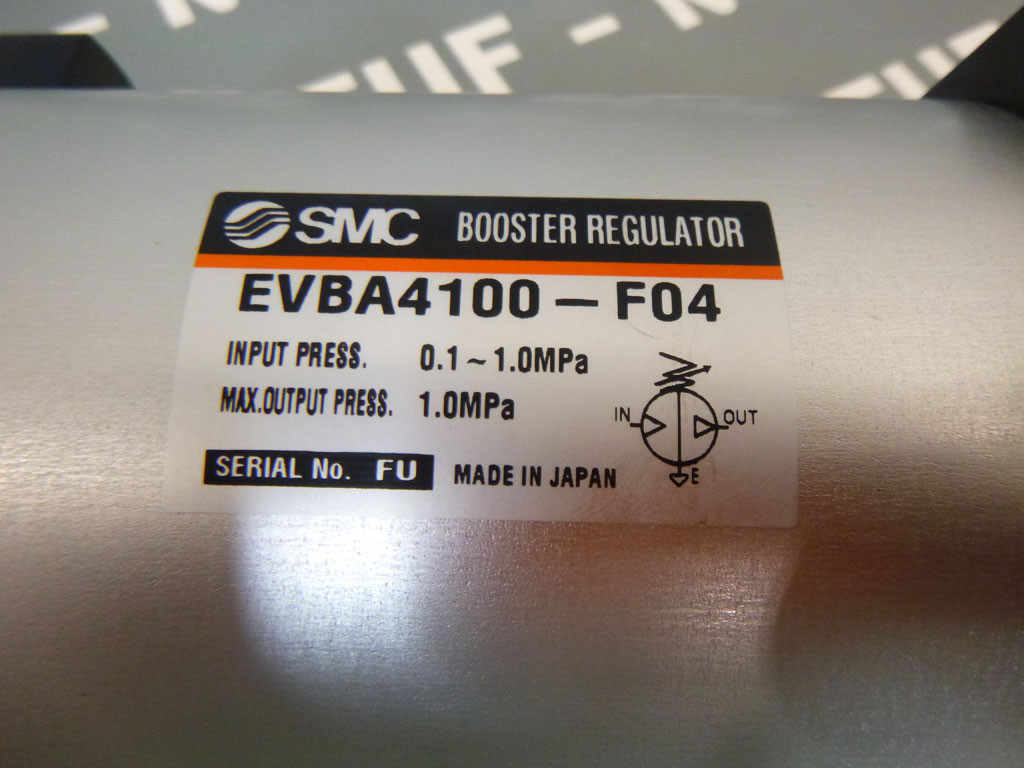 SMC BOOSTER REGULATOR
EVBA4100-F04
INPUT PRESS. 0.1~1.0MPa
MAX.OUTPUT PRESS. 1.0MPa
IN OUT
E
SERIAL No. FU MADE IN JAPAN